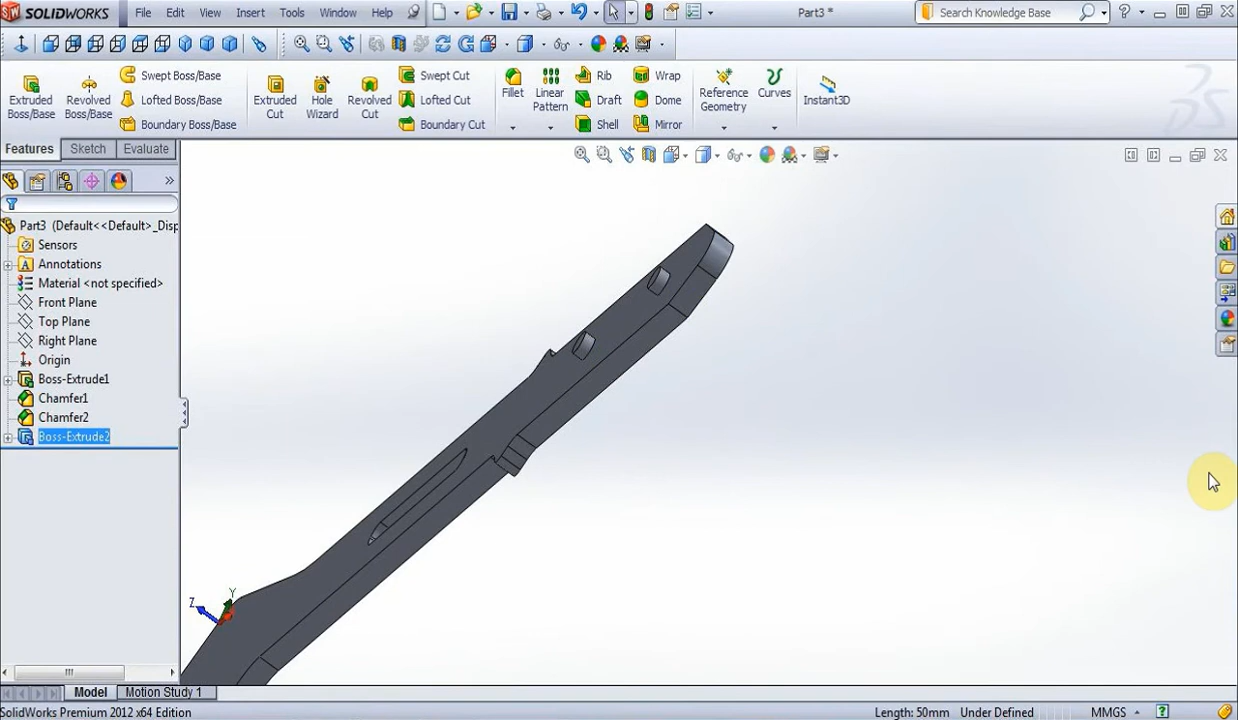 SOLIDWORKS File Edit View Insert Tools Window Help Part3 * Search Knowledge Base ?
Extruded Boss/Base
Revolved Boss/Base
Swept Boss/Base
Lofted Boss/Base
Boundary Boss/Base
Extruded Cut
Hole Wizard
Revolved Cut
Swept Cut
Lofted Cut
Boundary Cut
Fillet
Linear Pattern
Rib
Draft
Shell
Wrap
Dome
Mirror
Reference Geometry
Curves
Instant3D
Features Sketch Evaluate
Part3 (Default<<Default>_Disp
Sensors
Annotations
Material <not specified>
Front Plane
Top Plane
Right Plane
Origin
Boss-Extrude1
Chamfer1
Chamfer2
Boss-Extrude2
Y
Z
Model Motion Study 1
SolidWorks Premium 2012 x64 Edition Length: 50mm Under Defined MMGS